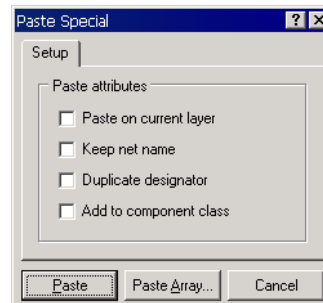 Paste Special
Setup
Paste attributes
Paste on current layer
Keep net name
Duplicate designator
Add to component class
Paste
Paste Array...
Cancel